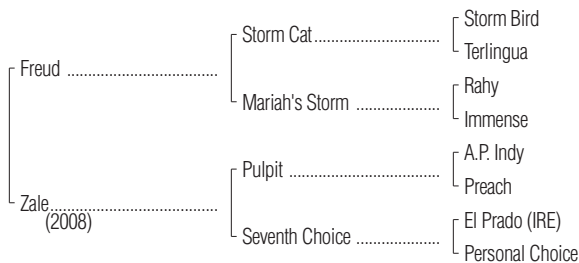 Storm Bird
Storm Cat
Terlingua
Freud
Rahy
Mariah's Storm
Immense
A.P. Indy
Pulpit
Preach
Zale
(2008)
El Prado (IRE)
Seventh Choice
Personal Choice